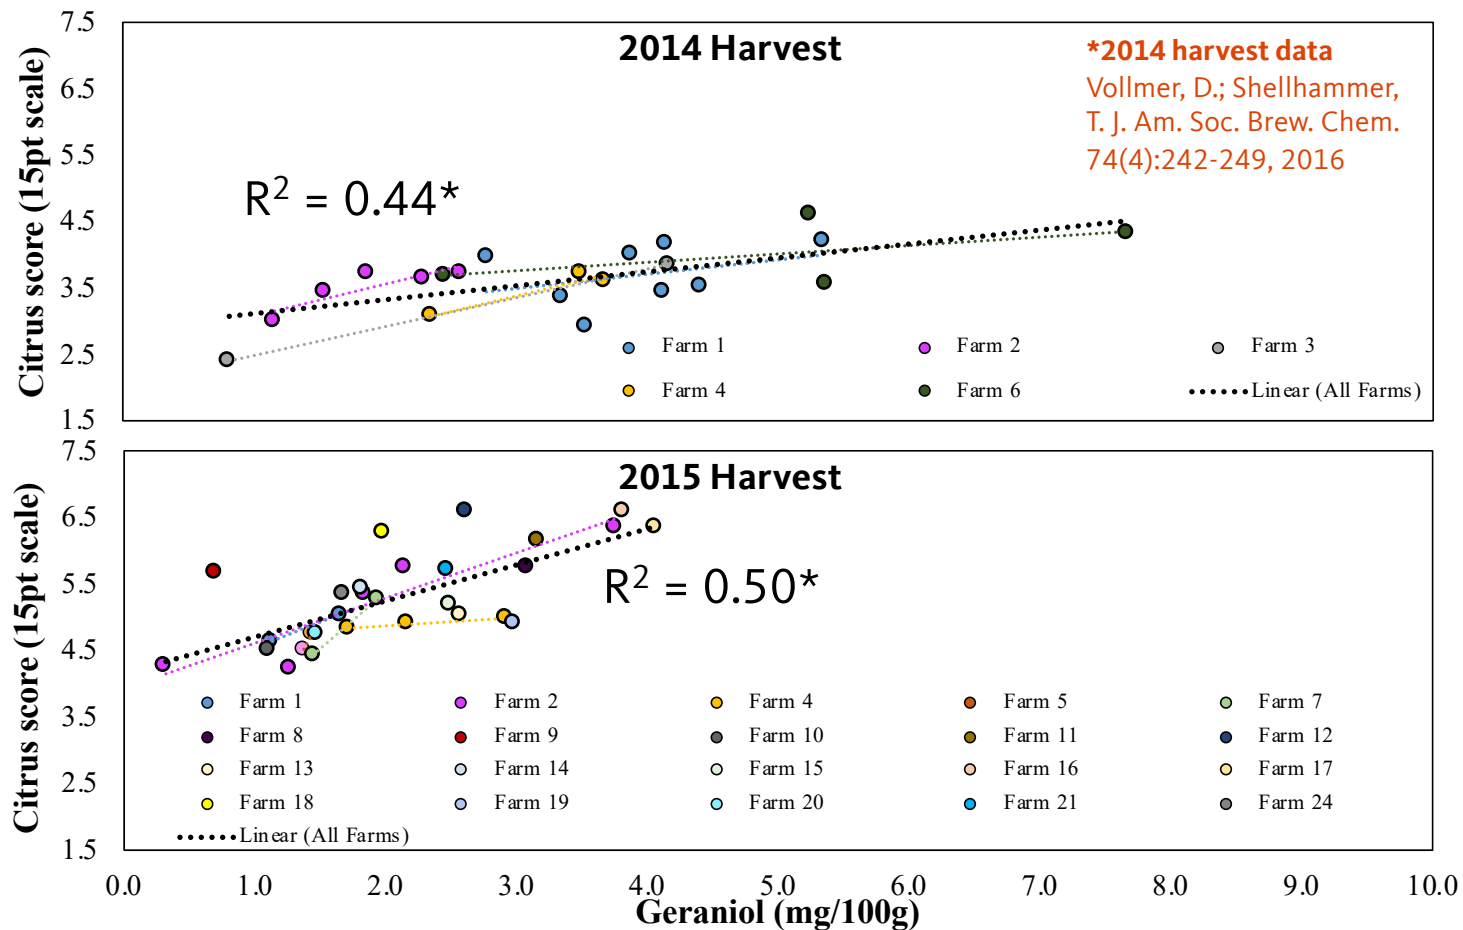 2014 Harvest
*2014 harvest data
Vollmer, D.; Shellhammer,
T. J. Am. Soc. Brew. Chem.
74(4):242-249, 2016
Citrus score (15pt scale)
7.5
6.5
5.5
4.5
3.5
2.5
1.5
R² = 0.44*
Farm 1 Farm 2 Farm 3
Farm 4 Farm 6 Linear (All Farms)
2015 Harvest
Citrus score (15pt scale)
7.5
6.5
5.5
4.5
3.5
2.5
1.5
R² = 0.50*
Farm 1 Farm 2 Farm 4 Farm 5 Farm 7
Farm 8 Farm 9 Farm 10 Farm 11 Farm 12
Farm 13 Farm 14 Farm 15 Farm 16 Farm 17
Farm 18 Farm 19 Farm 20 Farm 21 Farm 24
Linear (All Farms)
0.0 1.0 2.0 3.0 4.0 5.0 6.0 7.0 8.0 9.0 10.0
Geraniol (mg/100g)